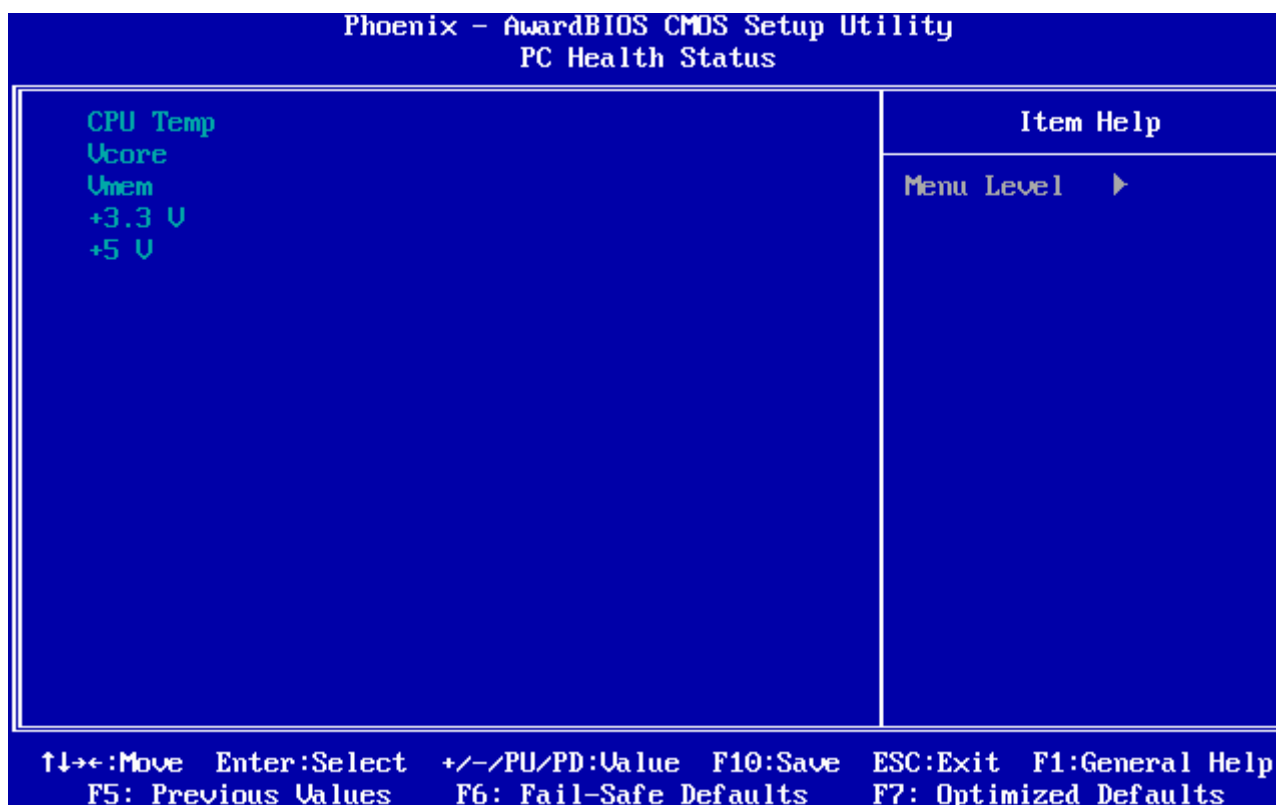 Phoenix - AwardBIOS CMOS Setup Utility
PC Health Status
CPU Temp
Vcore
Vmem
+3.3 V
+5 V
Item Help
Menu Level ▶
↑↓→←:Move Enter:Select +/-/PU/PD:Value F10:Save ESC:Exit F1:General Help
F5: Previous Values F6: Fail-Safe Defaults F7: Optimized Defaults